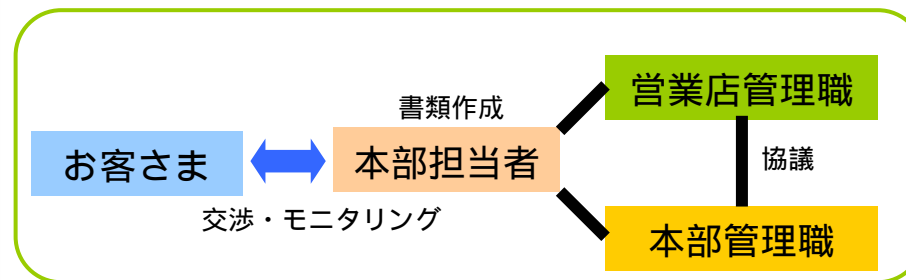 営業店管理職
書類作成
お客さま
本部担当者
協議
交渉・モニタリング
本部管理職